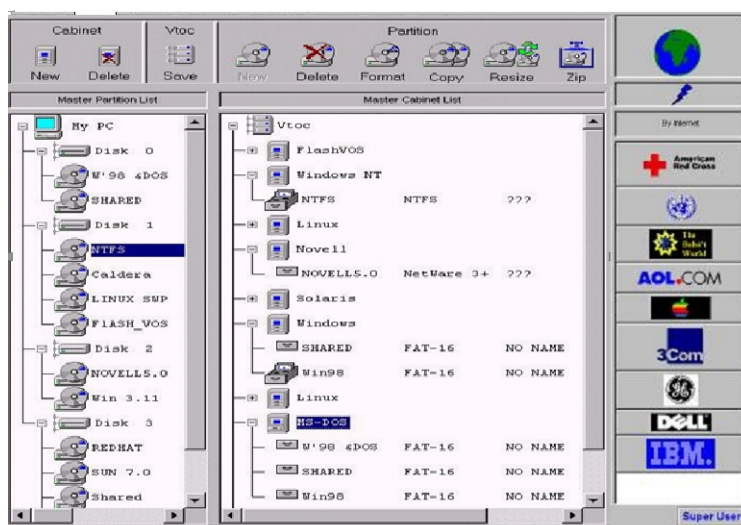 Cabinet
Vtoc
Partition
New Delete
Save
New Delete Format Copy Resize Zip
Master Partition List
Master Cabinet List
My PC
Disk 0
W'98 &DOS
SHARED
Disk 1
NTFS
Caldera
LINUX SWP
FlASH_VOS
Disk 2
NOVELL5.0
Win 3.11
Disk 3
REDHAT
SUN 7.0
Shared
Vtoc
FlashVOS
Windows NT
NTFS NTFS ???
Linux
Novell
NOVELL5.0 NetWare 3+ ???
Solaris
Windows
SHARED FAT-16 NO NAME
Win98 FAT-16 NO NAME
Linux
MS-DOS
W'98 &DOS FAT-16 NO NAME
SHARED FAT-16 NO NAME
Win98 FAT-16 NO NAME
By Internet
American
Red Cross
The
World
AOL.COM
3Com
DELL
IBM.
Super User